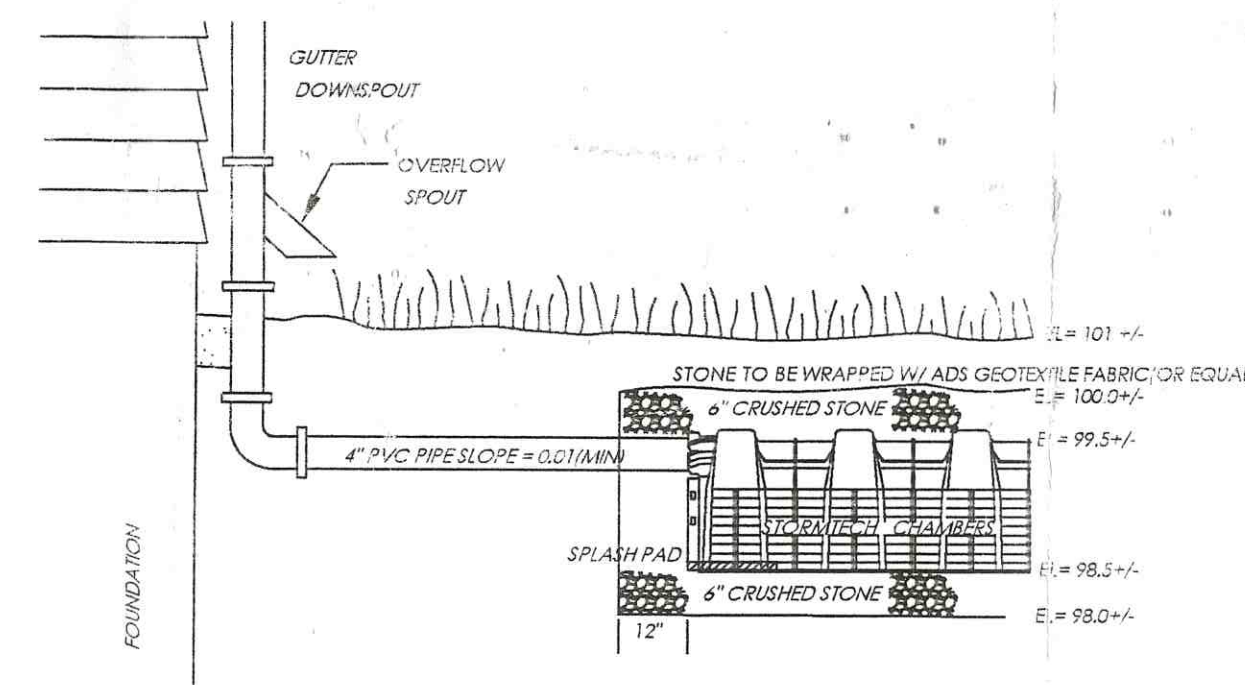 GUTTER
DOWNSPOUT
OVERFLOW
SPOUT
EL= 101 +/-
STONE TO BE WRAPPED W/ ADS GEOTEXTILE FABRIC OR EQUAL
EL= 100.0+/-
6" CRUSHED STONE
EL= 99.5+/-
4" PVC PIPE SLOPE = 0.01(MIN)
STORMTECH CHAMBERS
SPLASH PAD
EL= 98.5+/-
6" CRUSHED STONE
EL= 98.0+/-
12"
FOUNDATION